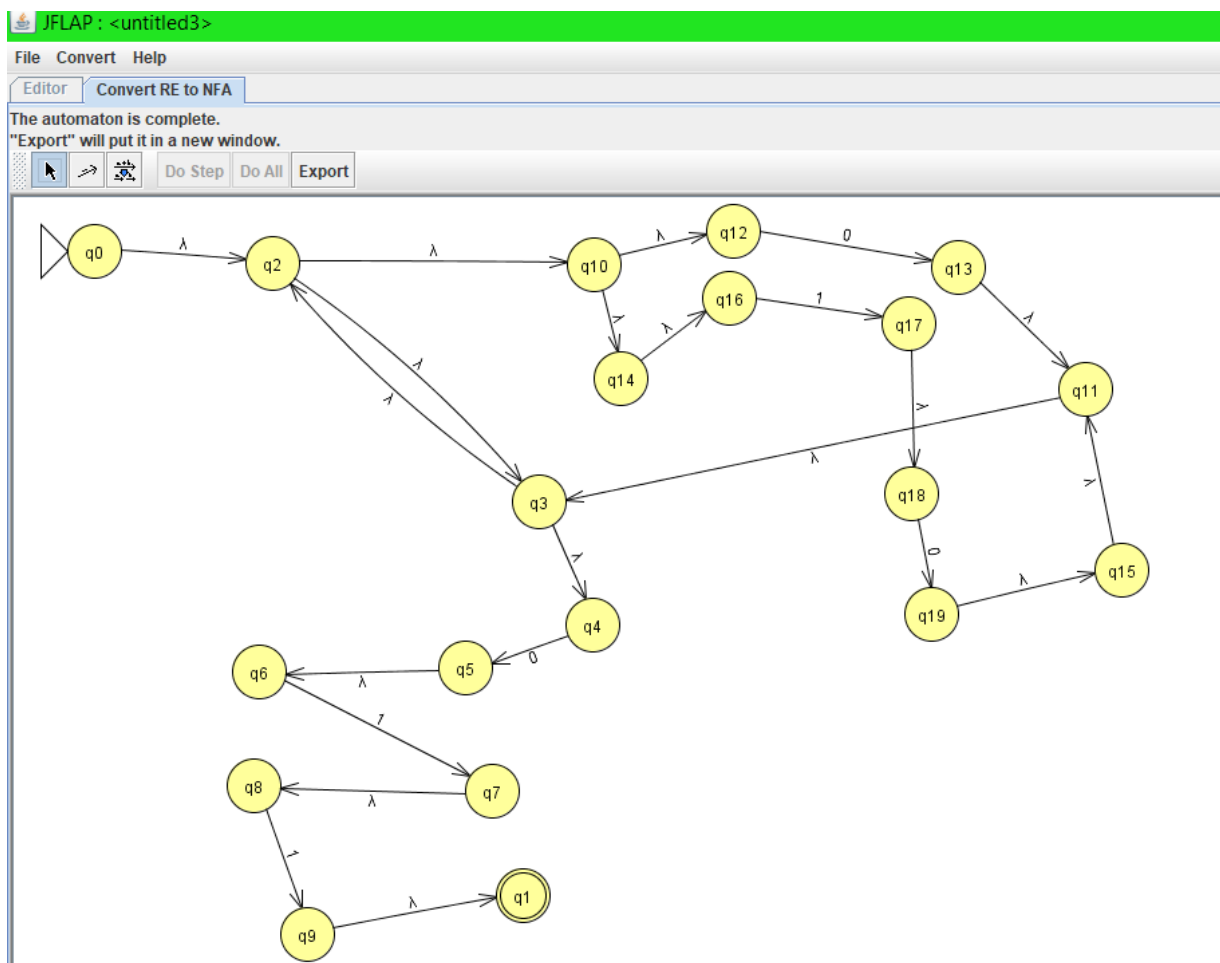 JFLAP : <untitled3>
File Convert Help
Editor Convert RE to NFA
The automaton is complete.
"Export" will put it in a new window.
Do Step Do All Export
q0
λ
q2
λ
q10
λ
q12
0
q13
λ
q14
λ
λ
q16
1
q17
λ
q11
λ
λ
λ
q3
λ
q18
0
q19
λ
q15
λ
λ
q4
0
q5
λ
q6
1
q7
λ
q8
1
q9
λ
q1